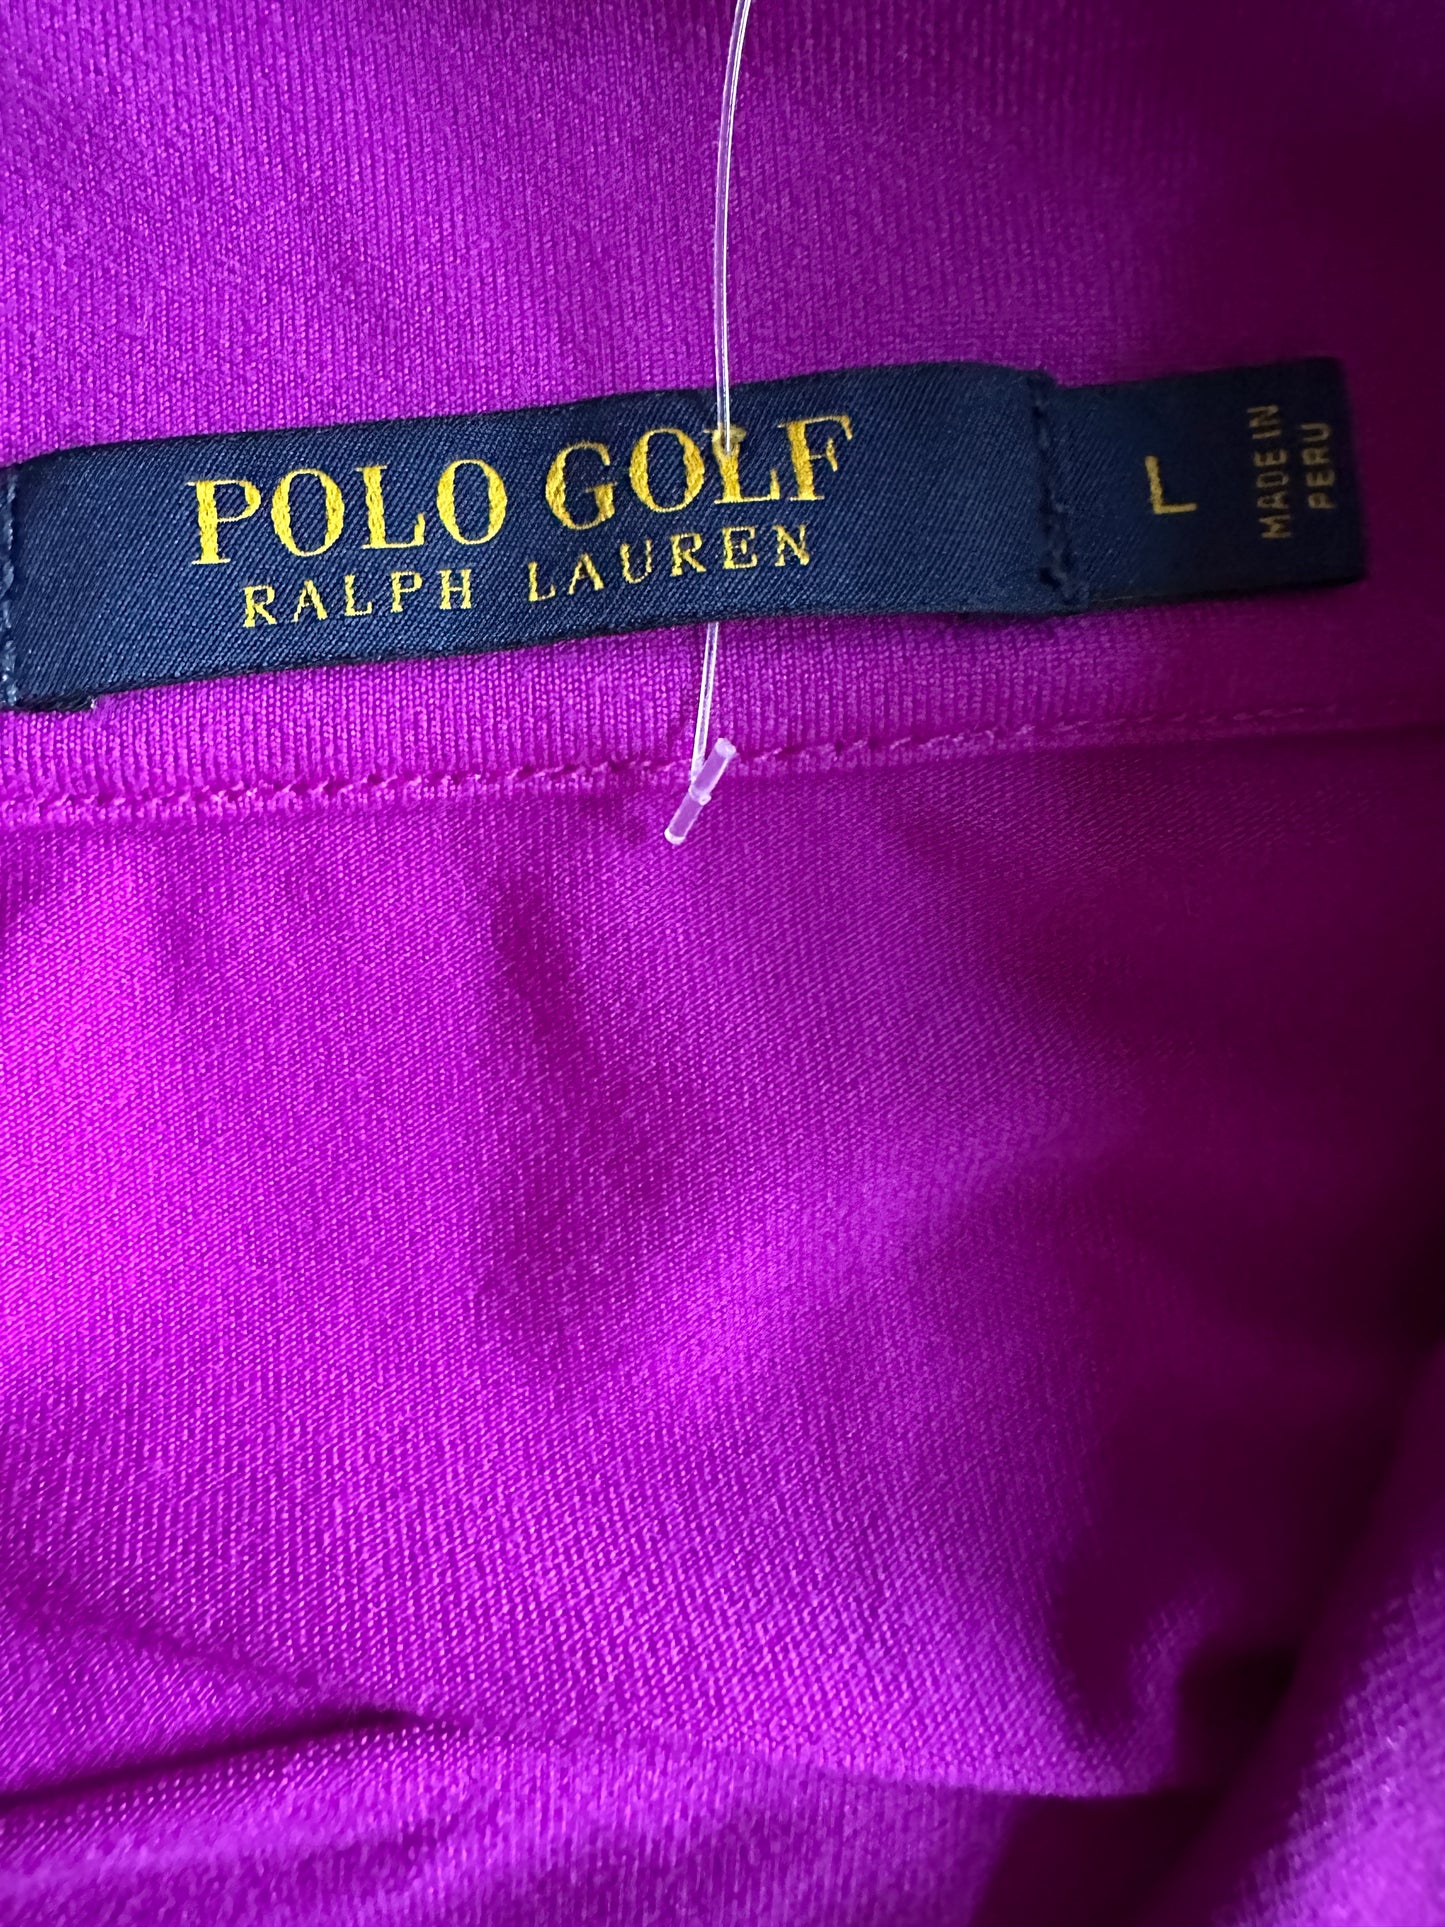 POLO GOLF
RALPH LAUREN
L
MADE IN
PERU